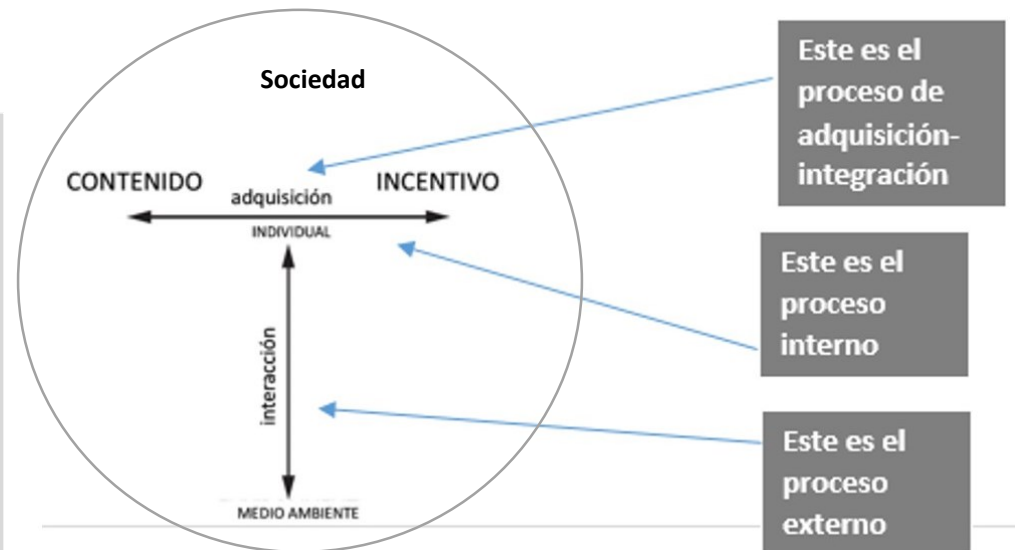 Sociedad
CONTENIDO
adquisición
INCENTIVO
INDIVIDUAL
interacción
MEDIO AMBIENTE
Este es el
proceso de
adquisición-
integración
Este es el
proceso
interno
Este es el
proceso
externo